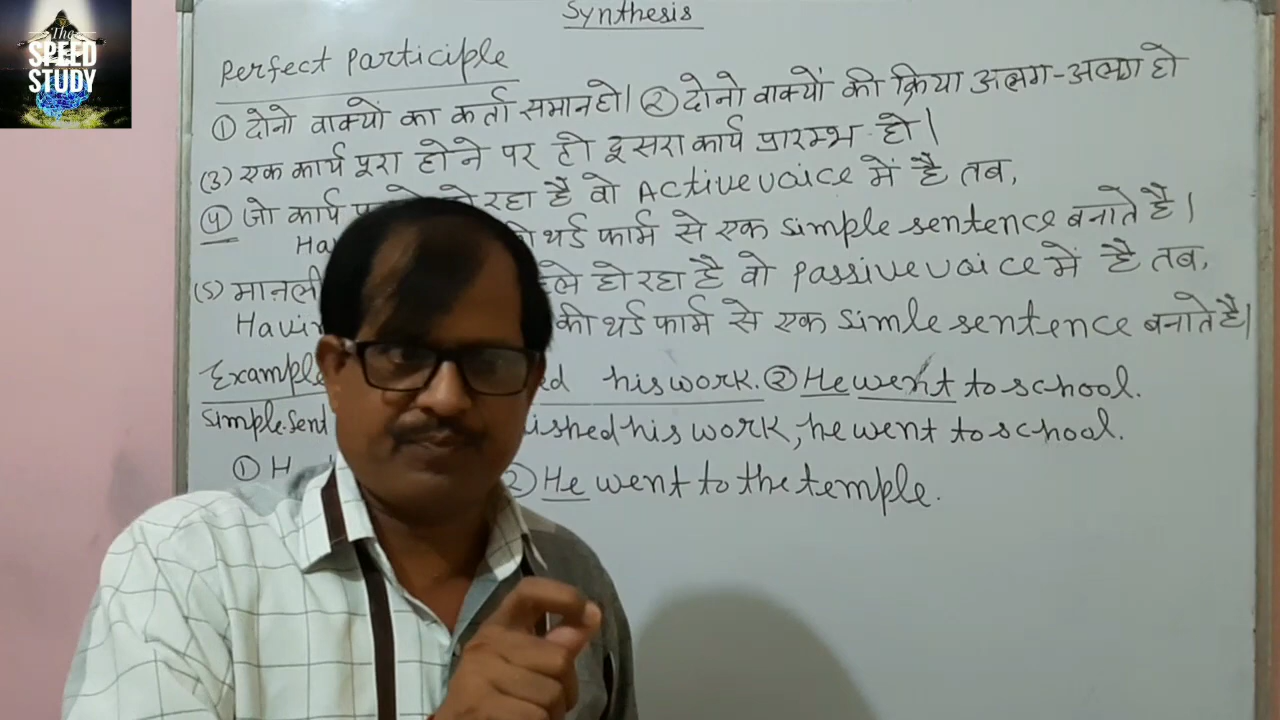 The
SPEED
STUDY
Synthesis
Perfect Participle
① दोनो वाक्यों का कर्ता समान हो। ② दोनो वाक्यों की क्रिया अलग-अलग हो
(3) एक कार्य पूरा होने पर ही दूसरा कार्य प्रारम्भ हो।
(4) जो कार्य रहा है वो Active voice में है तब,
थर्ड फार्म से एक simple sentence बनाते है।
(5) मानली हो रहा है वो passive voice में है तब,
की थर्ड फार्म से एक simle sentence बनाते है।
Example his work. ② He went to school.
Simple. Sent his work, he went to school.
① H ② He went to the temple.